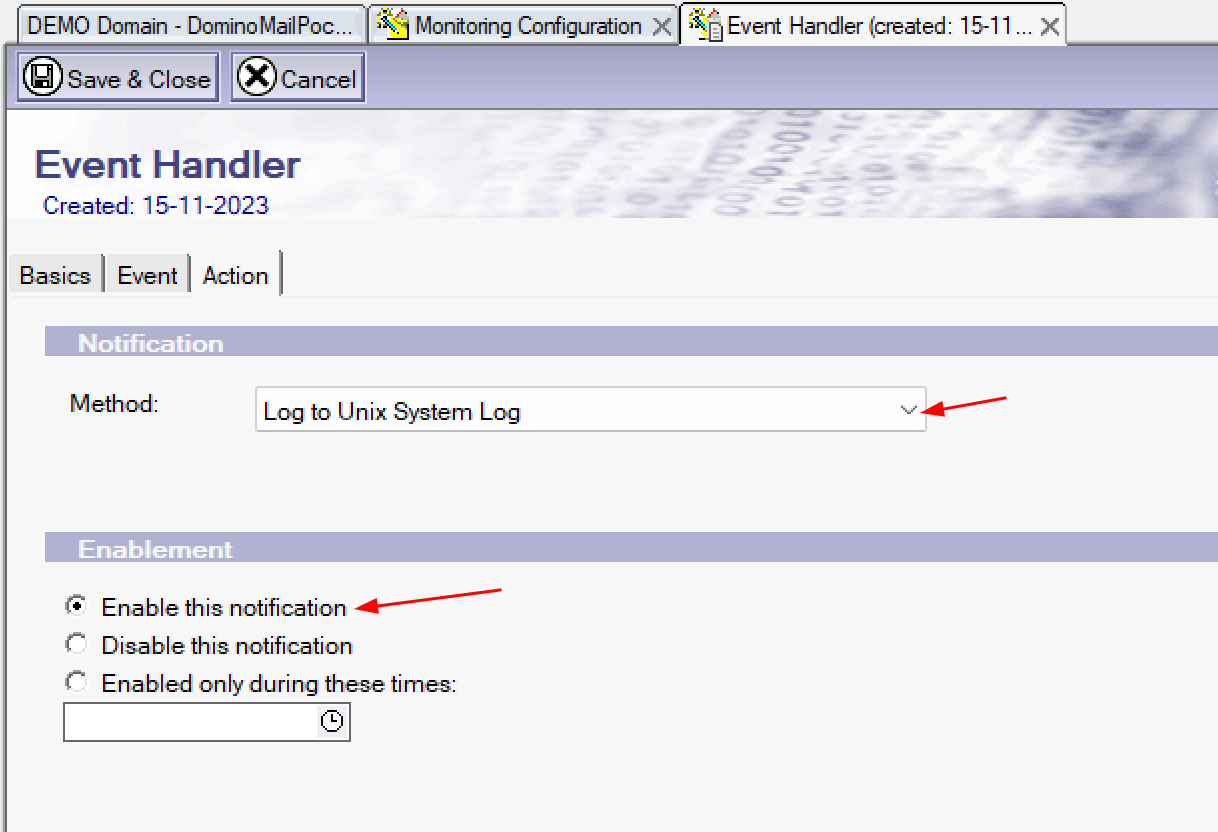 DEMO Domain - DominoMailPoc...
Monitoring Configuration
Event Handler (created: 15-11...
Save & Close
Cancel
Event Handler
Created: 15-11-2023
Basics
Event
Action
Notification
Method:
Log to Unix System Log
Enablement
Enable this notification
Disable this notification
Enabled only during these times: